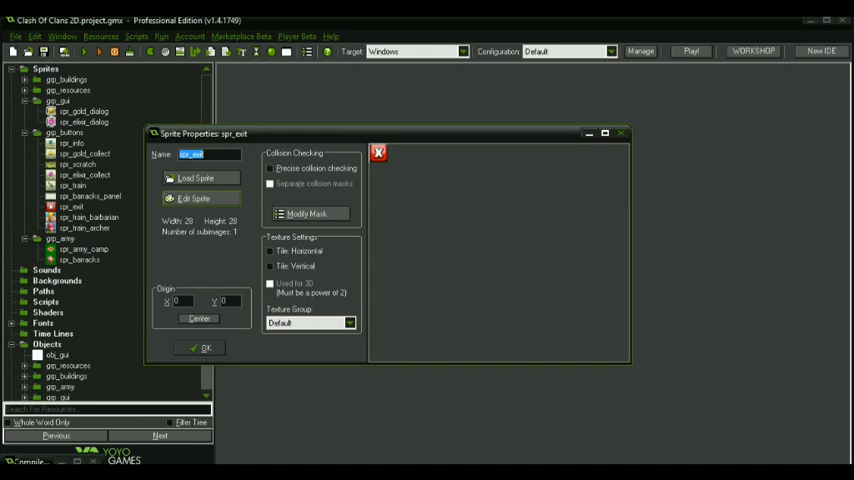 Clash Of Clans 2D.project.gmx - Professional Edition (v1.4.1749)
File Edit Window Resources Scripts Run Account Marketplace Beta Player Beta Help
Target: Windows Configuration: Default Manage Play! WORKSHOP New IDE
Sprites
grp_buildings
grp_resources
grp_gui
spr_gold_dialog
spr_elixir_dialog
grp_buttons
spr_info
spr_gold_collect
spr_scratch
spr_elixir_collect
spr_train
spr_barracks_panel
spr_exit
spr_train_barbarian
spr_train_archer
grp_army
spr_army_camp
spr_barracks
Sounds
Backgrounds
Paths
Scripts
Shaders
Fonts
Time Lines
Objects
obj_gui
grp_resources
grp_buildings
grp_army
grp_gui
Search For Resources
Whole Word Only Filter Tree
Previous Next
YOYO
GAMES
Compile...
Sprite Properties: spr_exit
Name: spr_exit
Load Sprite
Edit Sprite
Width: 28 Height: 28
Number of subimages: 1
Origin
X 0 Y 0
Center
OK
Collision Checking
Precise collision checking
Separate collision masks
Modify Mask
Texture Settings
Tile: Horizontal
Tile: Vertical
Used for 3D
(Must be a power of 2)
Texture Group:
Default